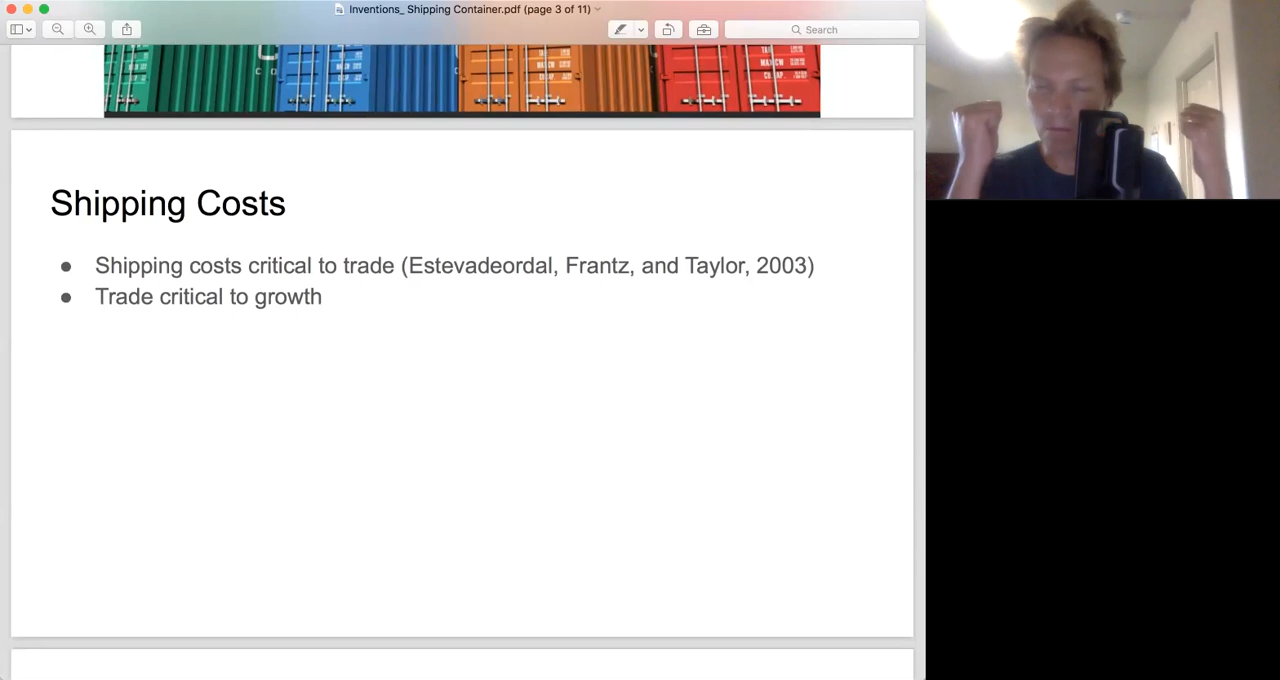 Inventions_ Shipping Container.pdf (page 3 of 11)
Search
Shipping Costs
● Shipping costs critical to trade (Estevadeordal, Frantz, and Taylor, 2003)
● Trade critical to growth